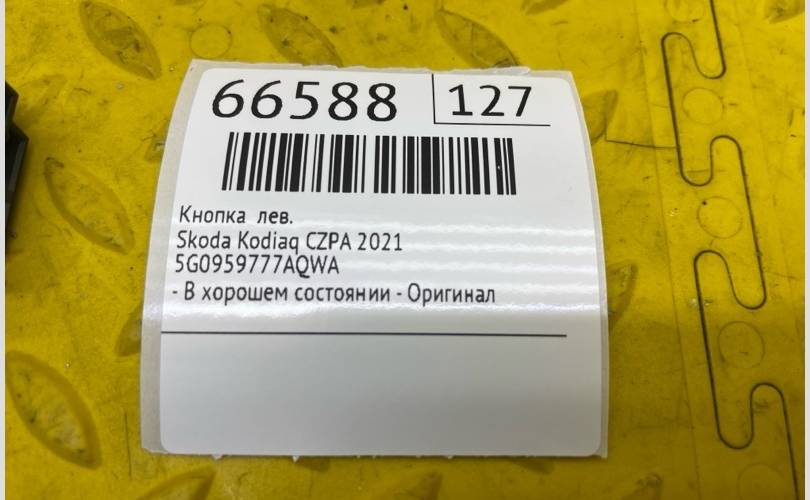 66588 127
Кнопка лев.
Skoda Kodiaq CZPA 2021
5G0959777AQWA
- В хорошем состоянии - Оригинал